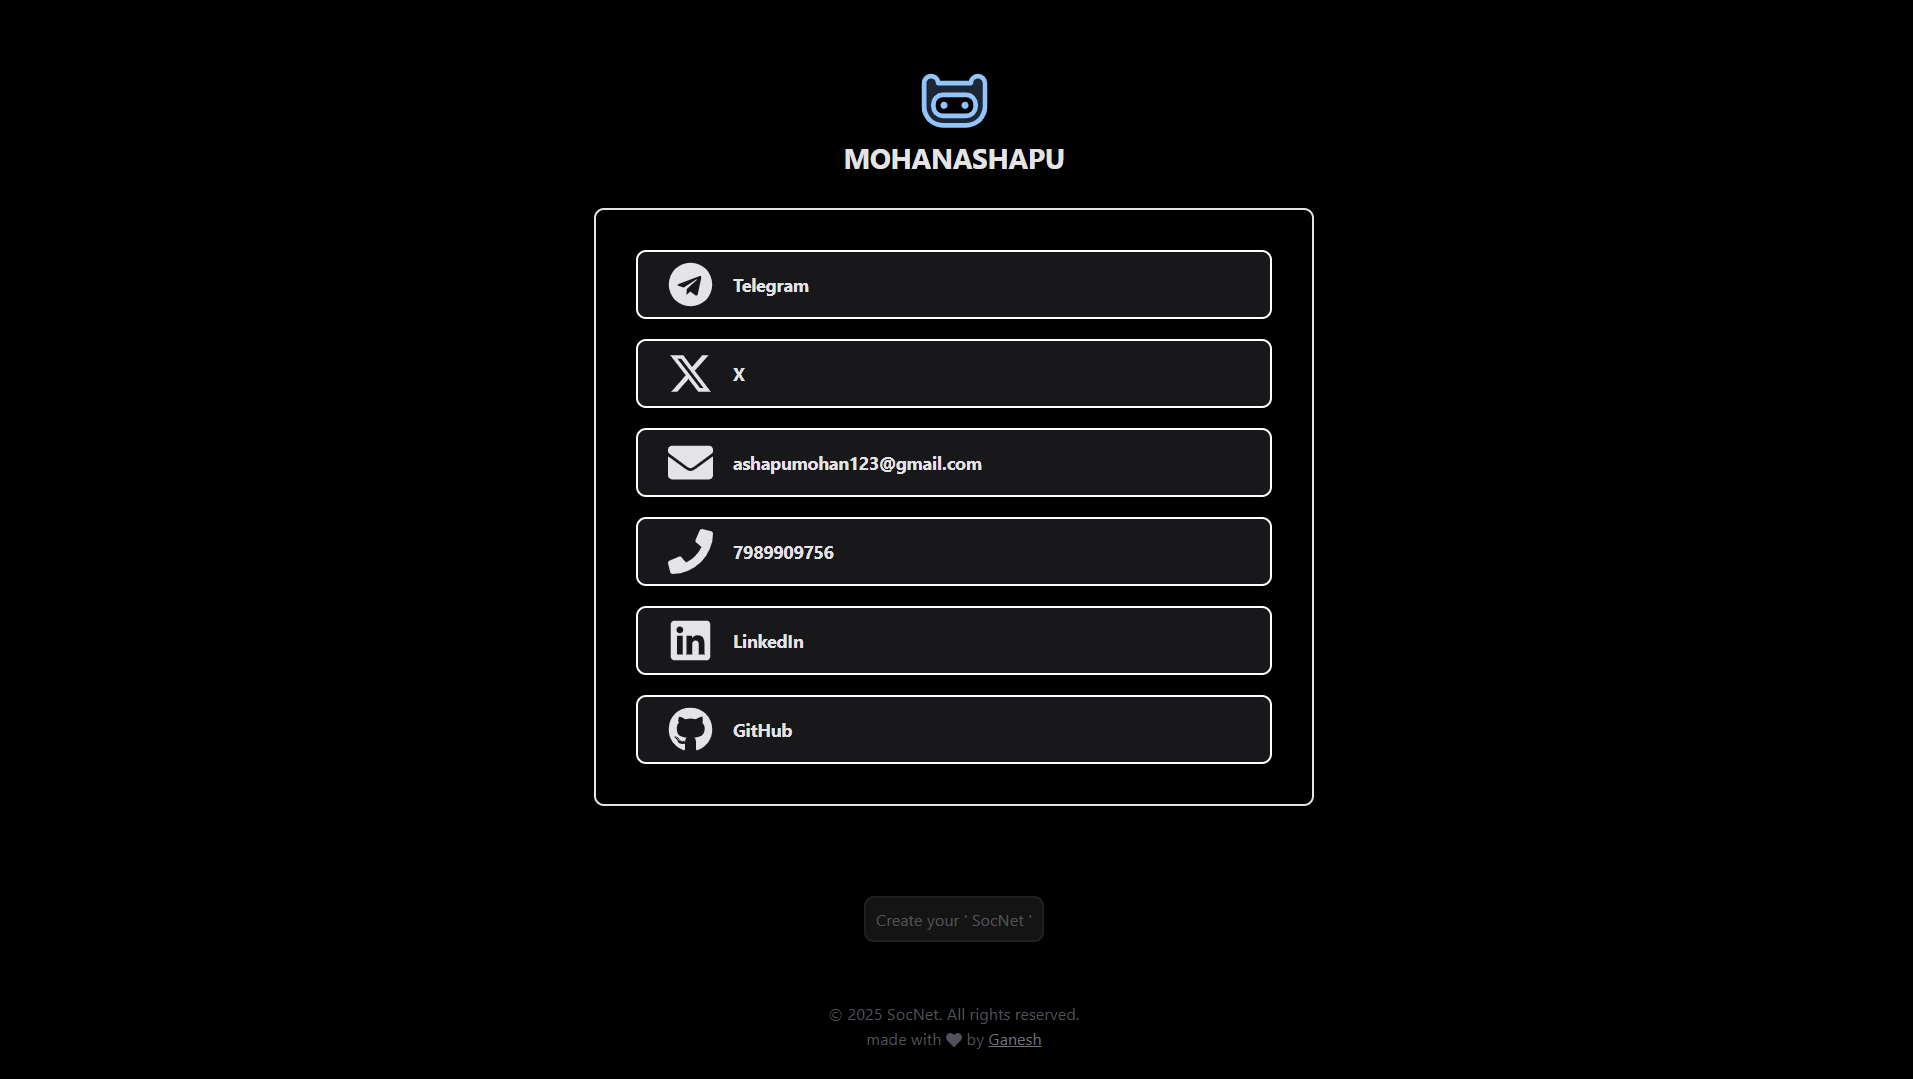 MOHANASHAPU
Telegram
X
ashapumohan123@gmail.com
7989909756
LinkedIn
GitHub
Create your ' SocNet '
© 2025 SocNet. All rights reserved.
made with ♥ by Ganesh